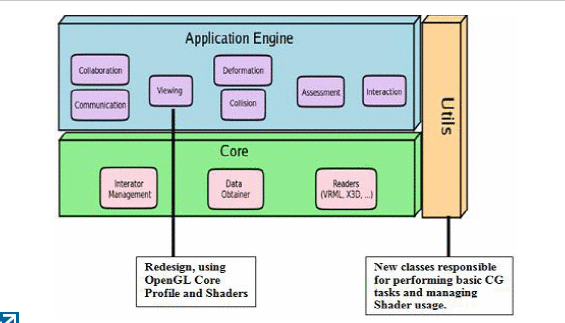 Application Engine
Collaboration
Communication
Viewing
Deformation
Collision
Assessment
Interaction
Core
Interator
Management
Data
Obtainer
Readers
(VRML, X3D, ...)
Utils
Redesign, using
OpenGL Core
Profile and Shaders
New classes responsible
for performing basic CG
tasks and managing
Shader usage.